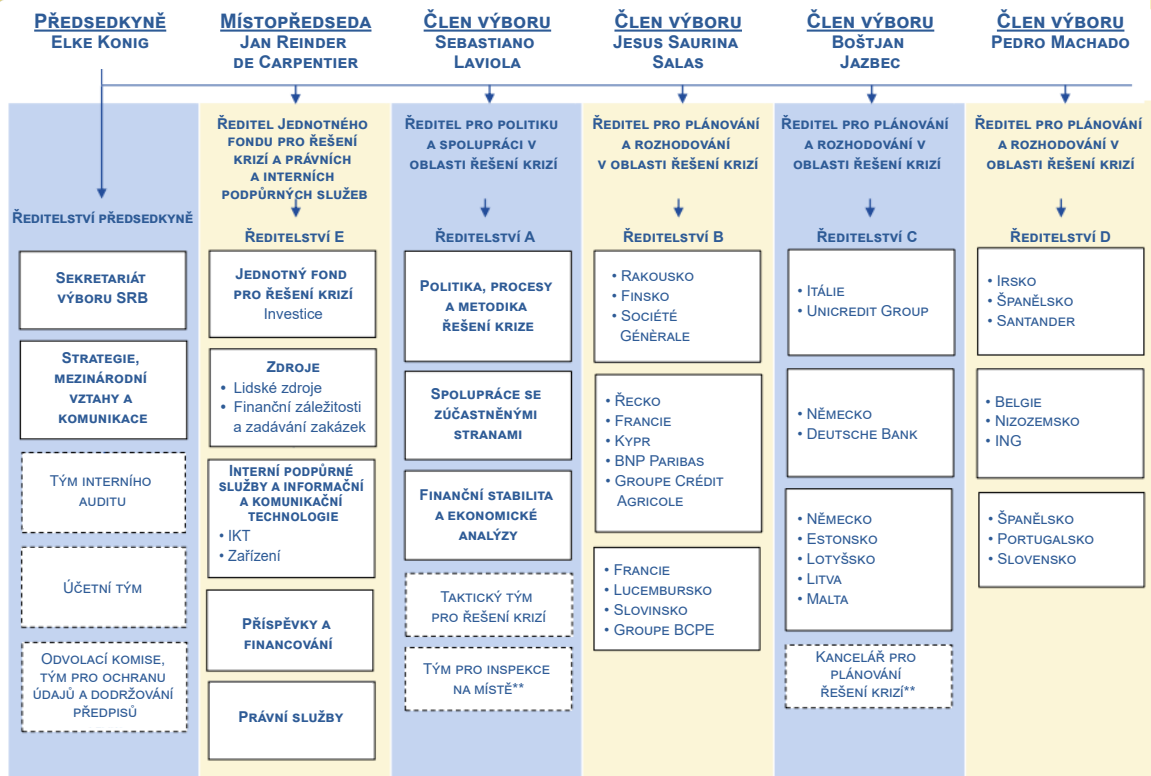 Předsedkyně
Elke Konig
Místopředseda
Jan Reinder
de Carpentier
Člen výboru
Sebastiano
Laviola
Člen výboru
Jesus Saurina
Salas
Člen výboru
Boštjan
Jazbec
Člen výboru
Pedro Machado
Ředitelství předsedkyně
Sekretariát
výboru SRB
Strategie,
mezinárodní
vztahy a
komunikace
Tým interního
auditu
Účetní tým
Odvolací komise,
tým pro ochranu
údajů a dodržování
předpisů
Ředitel Jednotného
fondu pro řešení
krizí a právních
a interních
podpůrných služeb
Ředitelství E
Jednotný fond
pro řešení krizí
Investice
Zdroje
• Lidské zdroje
• Finanční záležitosti
a zadávání zakázek
Interní podpůrné
služby a informační
a komunikační
technologie
• IKT
• Zařízení
Příspěvky a
financování
Právní služby
Ředitel pro politiku
a spolupráci v
oblasti řešení krizí
Ředitelství A
Politika, procesy
a metodika
řešení krize
Spolupráce se
zúčastněnými
stranami
Finanční stabilita
a ekonomické
analýzy
Taktický tým
pro řešení krizí
Tým pro inspekce
na místě**
Ředitel pro plánování
a rozhodování
v oblasti řešení krizí
Ředitelství B
• Rakousko
• Finsko
• Société
Génèrale
• Řecko
• Francie
• Kypr
• BNP Paribas
• Groupe Crédit
Agricole
• Francie
• Lucembursko
• Slovinsko
• Groupe BCPE
Ředitel pro plánování
a rozhodování v
oblasti řešení krizí
Ředitelství C
• Itálie
• Unicredit Group
• Německo
• Deutsche Bank
• Německo
• Estonsko
• Lotyšsko
• Litva
• Malta
Kancelář pro
plánování
řešení krizí**
Ředitel pro plánování
a rozhodování v
oblasti řešení krizí
Ředitelství D
• Irsko
• Španělsko
• Santander
• Belgie
• Nizozemsko
• ING
• Španělsko
• Portugalsko
• Slovensko